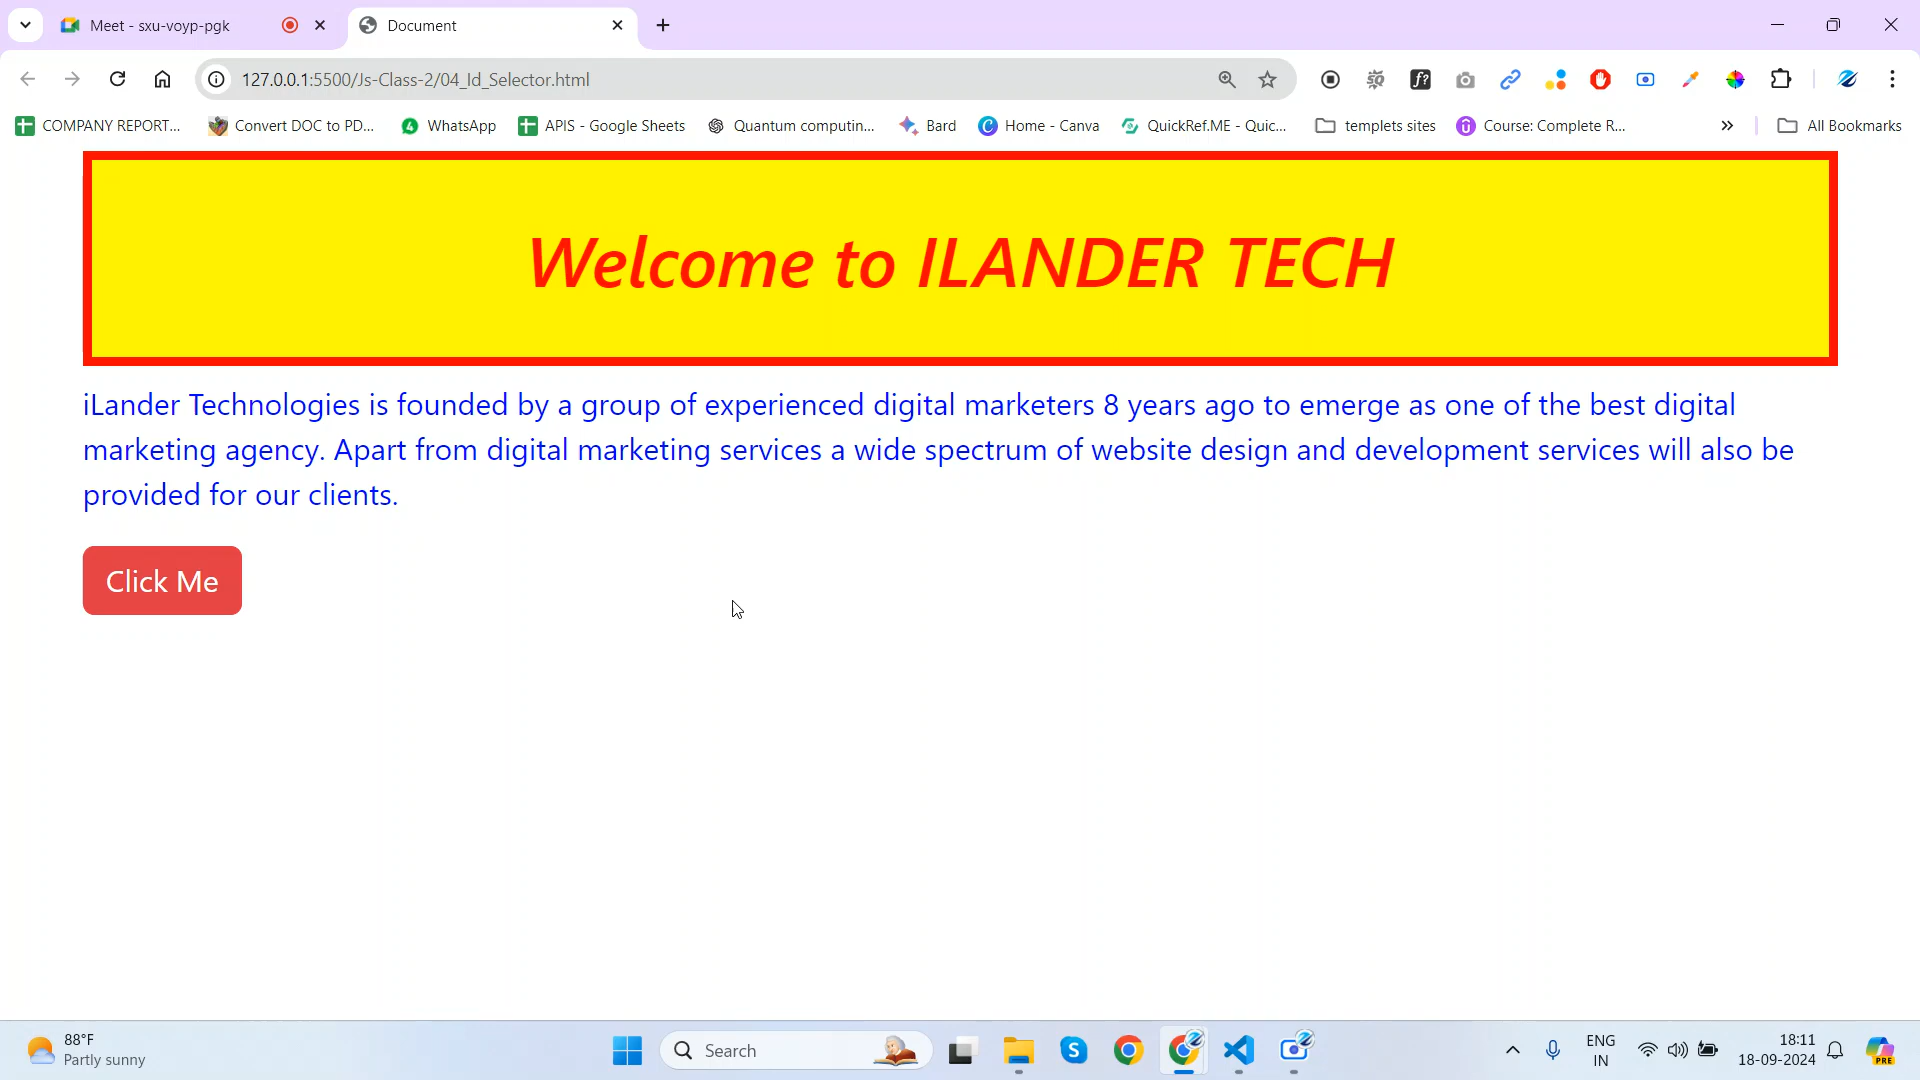 Meet - sxu-voyp-pgk
Document
127.0.0.1:5500/Js-Class-2/04_Id_Selector.html
COMPANY REPORT... Convert DOC to PD... WhatsApp APIS - Google Sheets Quantum computin... Bard Home - Canva QuickRef.ME - Quic... templets sites Course: Complete R... All Bookmarks
Welcome to ILANDER TECH
iLander Technologies is founded by a group of experienced digital marketers 8 years ago to emerge as one of the best digital
marketing agency. Apart from digital marketing services a wide spectrum of website design and development services will also be
provided for our clients.
Click Me
88°F
Partly sunny
Search
ENG
IN
18:11
18-09-2024
PRE